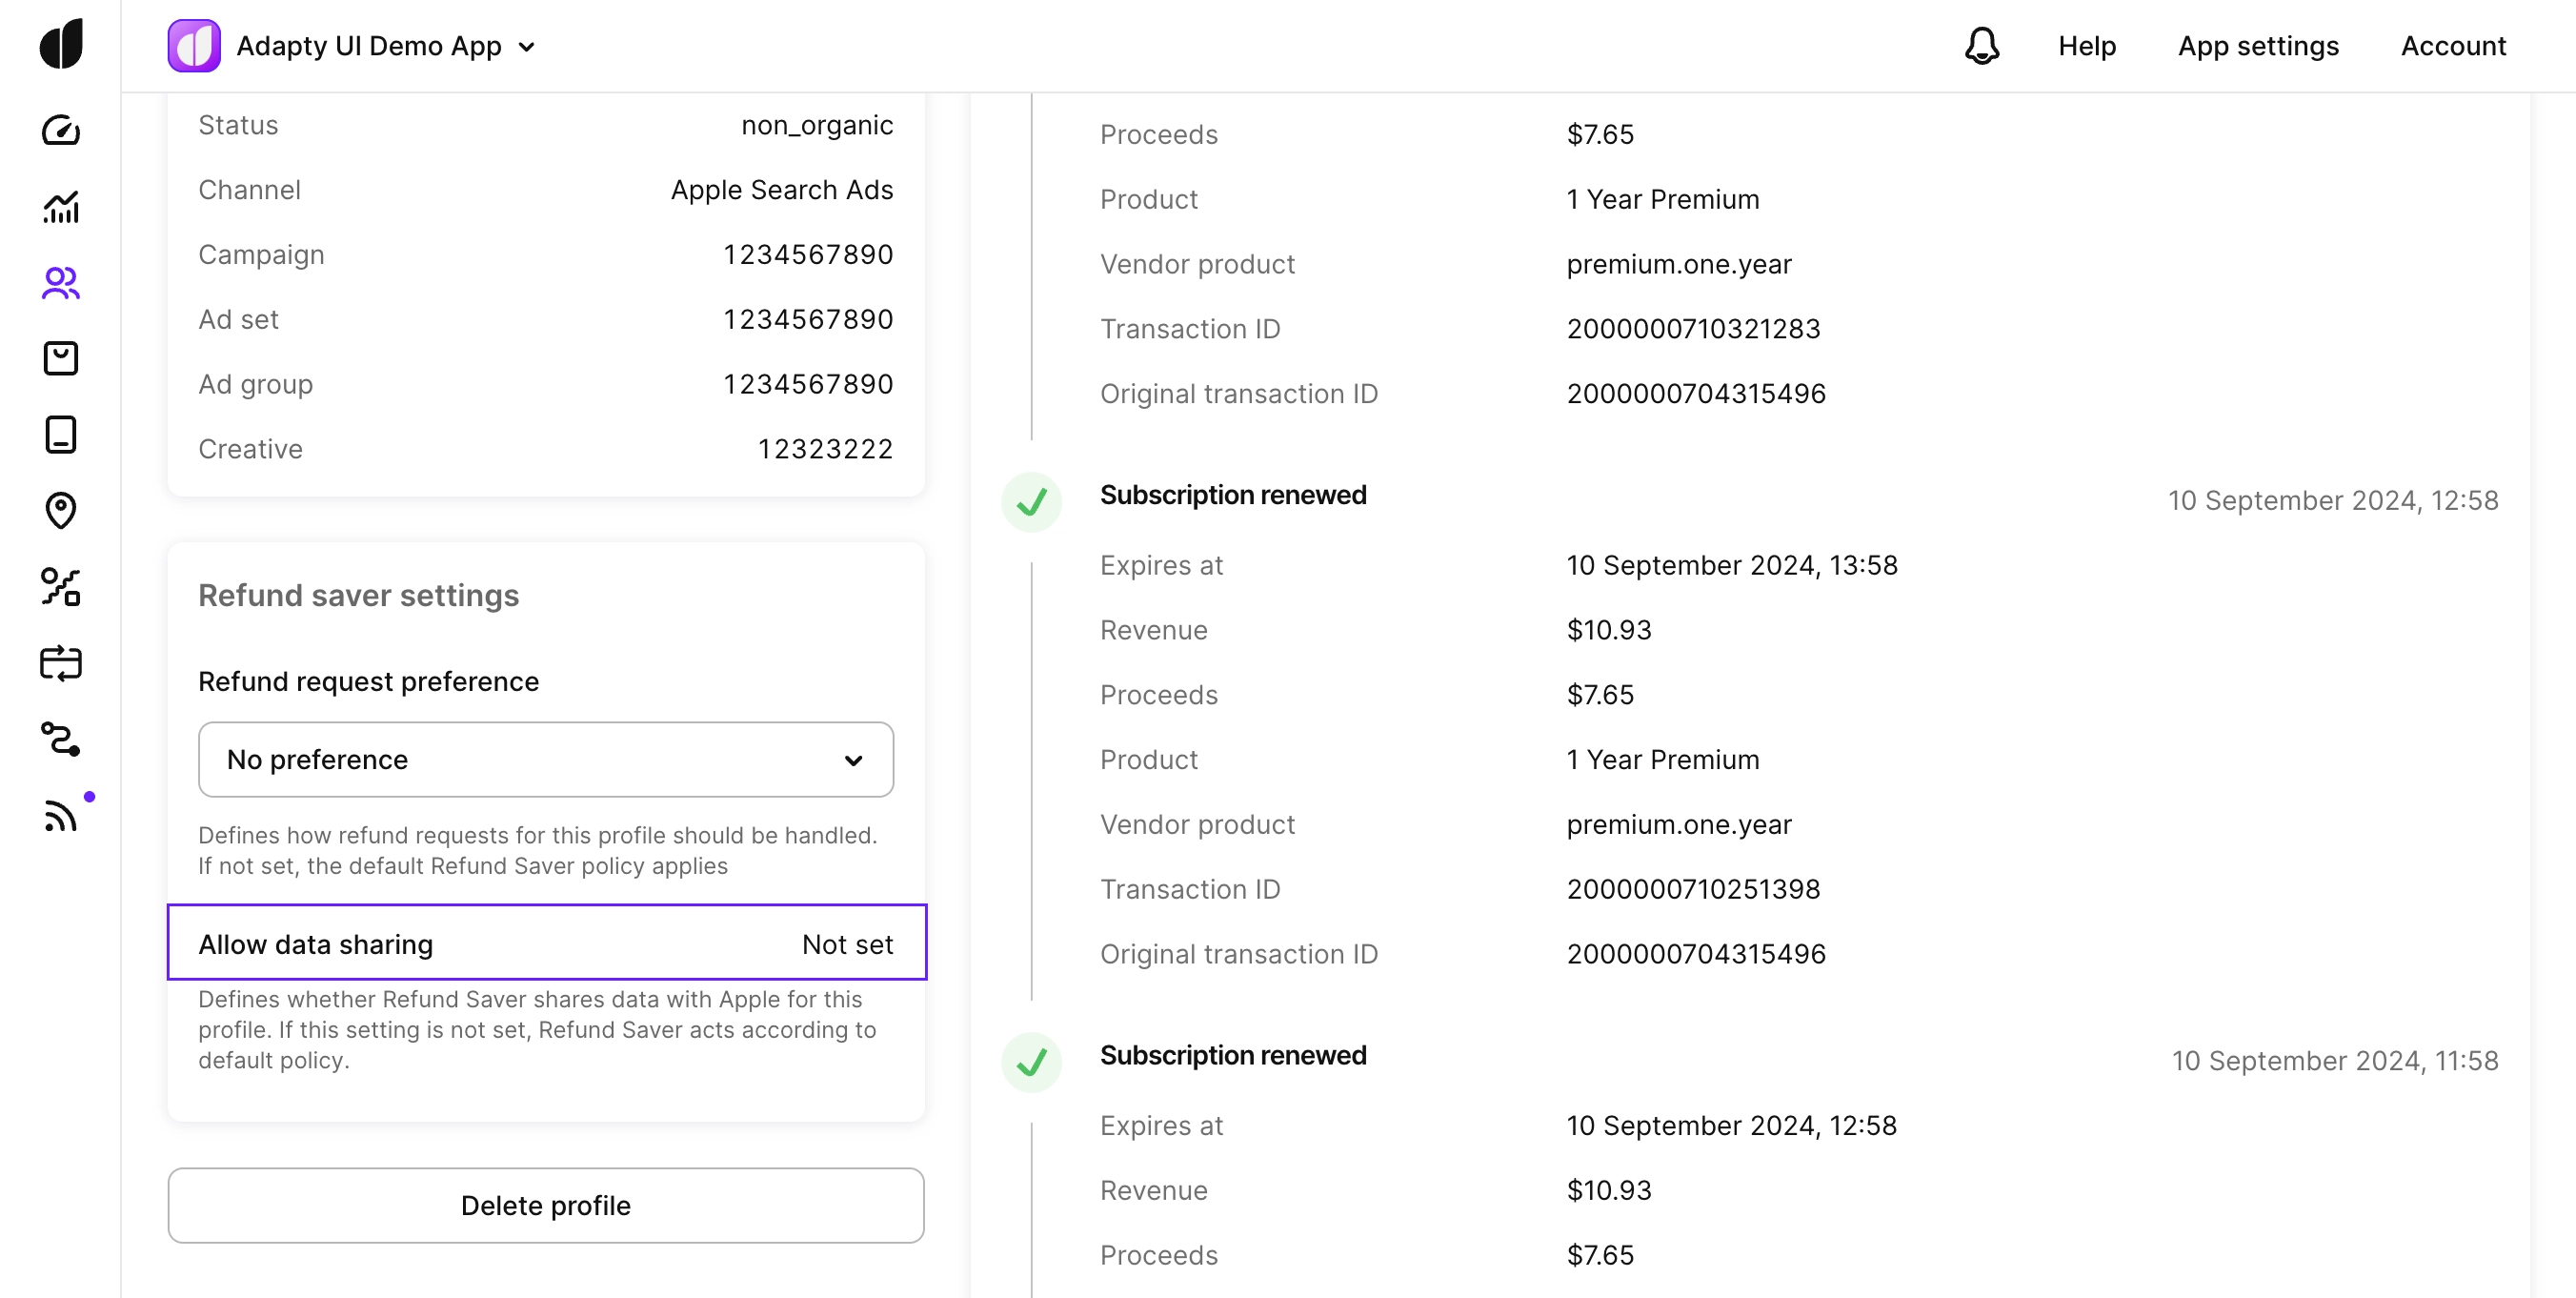 Adapty UI Demo App
Help
App settings
Account
Status non_organic
Channel Apple Search Ads
Campaign 1234567890
Ad set 1234567890
Ad group 1234567890
Creative 12323222
Refund saver settings
Refund request preference
No preference
Defines how refund requests for this profile should be handled.
If not set, the default Refund Saver policy applies
Allow data sharing Not set
Defines whether Refund Saver shares data with Apple for this
profile. If this setting is not set, Refund Saver acts according to
default policy.
Delete profile
Proceeds $7.65
Product 1 Year Premium
Vendor product premium.one.year
Transaction ID 2000000710321283
Original transaction ID 2000000704315496
Subscription renewed 10 September 2024, 12:58
Expires at 10 September 2024, 13:58
Revenue $10.93
Proceeds $7.65
Product 1 Year Premium
Vendor product premium.one.year
Transaction ID 2000000710251398
Original transaction ID 2000000704315496
Subscription renewed 10 September 2024, 11:58
Expires at 10 September 2024, 12:58
Revenue $10.93
Proceeds $7.65